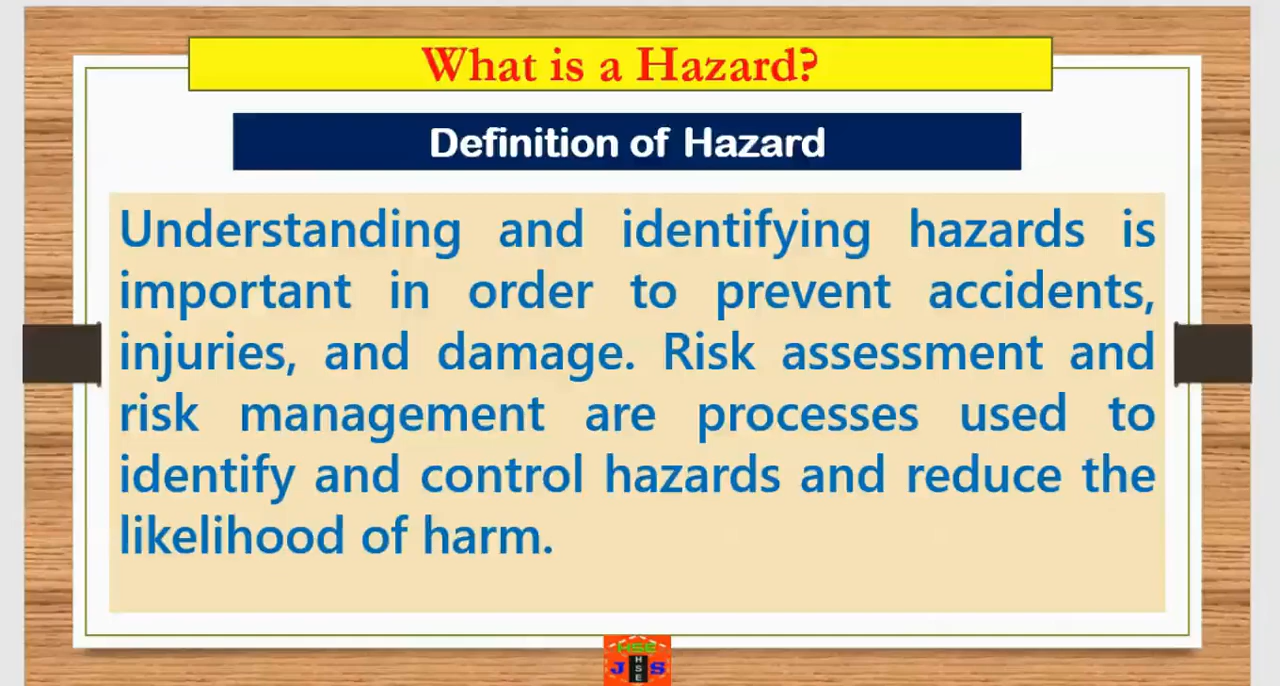 What is a Hazard?
Definition of Hazard
Understanding and identifying hazards is
important in order to prevent accidents,
injuries, and damage. Risk assessment and
risk management are processes used to
identify and control hazards and reduce the
likelihood of harm.
HSE
J HSE S